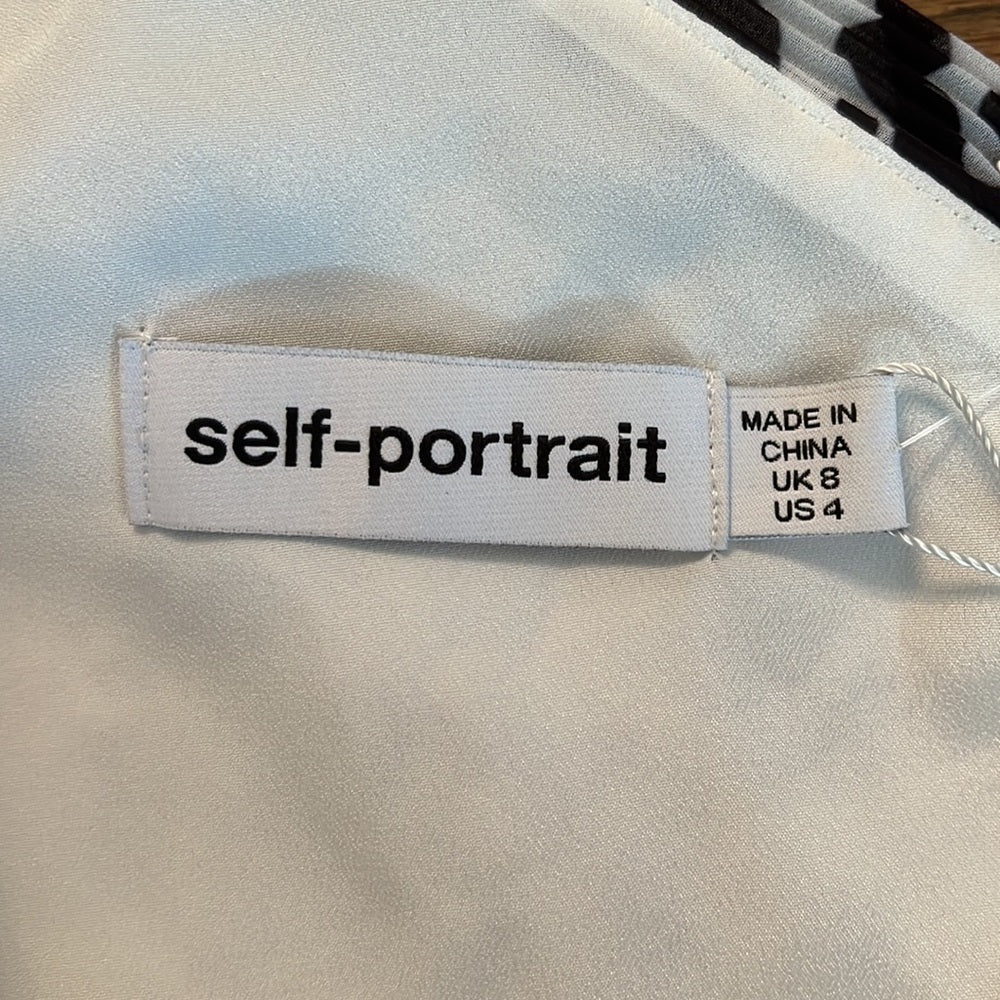 self-portrait
MADE IN
CHINA
UK 8
US 4